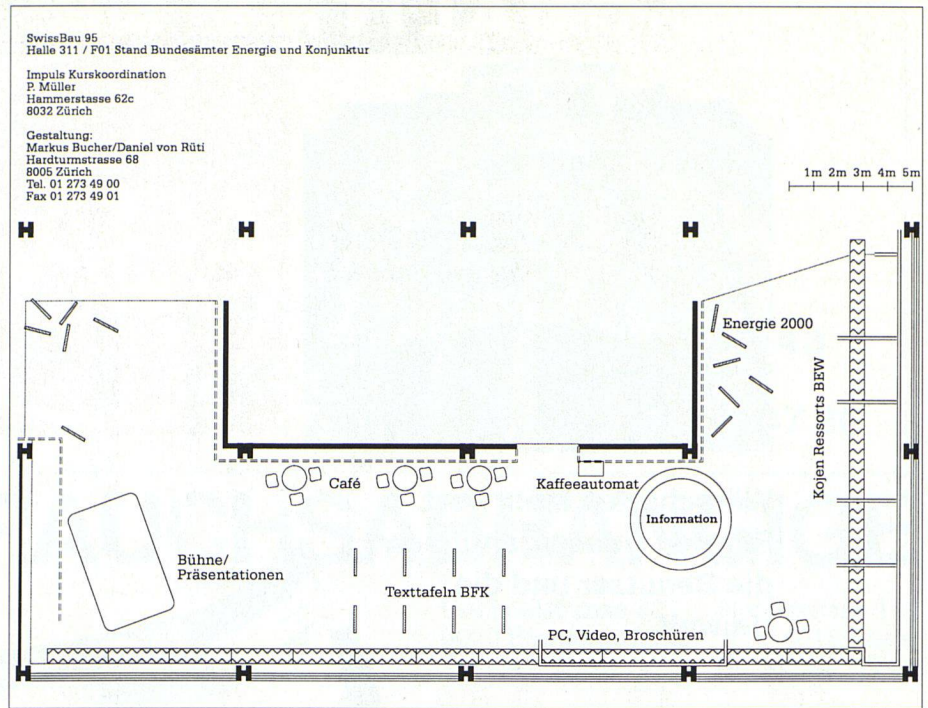 SwissBau 95
Halle 311 / F01 Stand Bundesämter Energie und Konjunktur
Impuls Kurskoordination
P. Müller
Hammerstasse 62c
8032 Zürich
Gestaltung:
Markus Bucher/Daniel von Rüti
Hardturmstrasse 68
8005 Zürich
Tel. 01 273 49 00
Fax 01 273 49 01
1m 2m 3m 4m 5m
Energie 2000
Kojen Ressorts BEW
Café
Kaffeeautomat
Information
Bühne/
Präsentationen
Texttafeln BFK
PC, Video, Broschüren